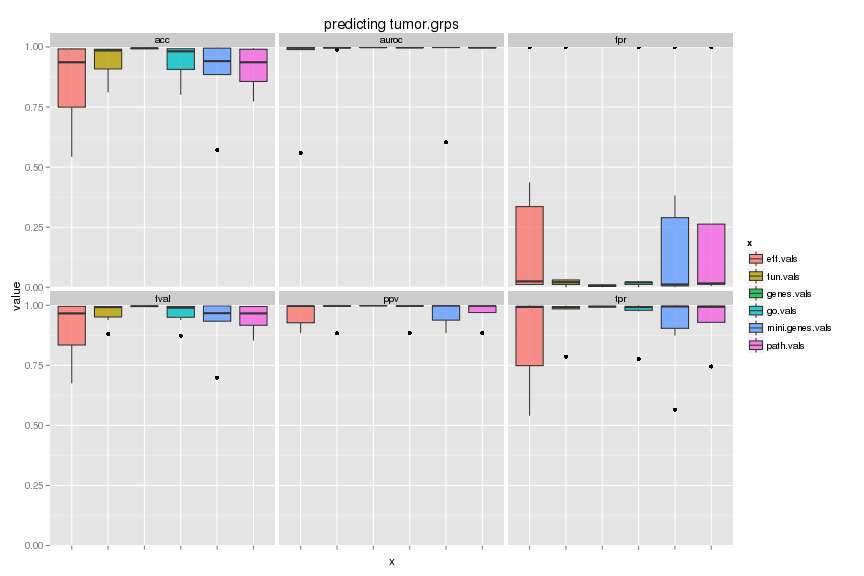 predicting tumor.grps
acc
auroc
fpr
1.00
0.75
0.50
0.25
0.00
fval
ppv
tpr
1.00
0.75
0.50
0.25
0.00
value
x
x
eff.vals
fun.vals
genes.vals
go.vals
mini.genes.vals
path.vals